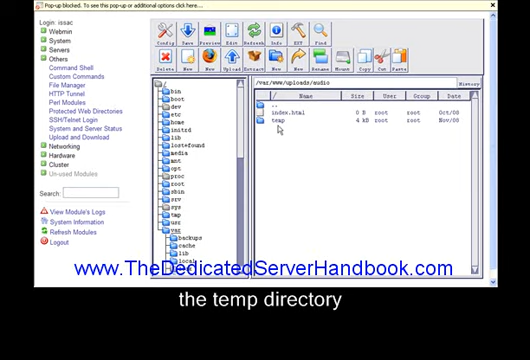 Pop-up blocked. To see this pop-up or additional options click here...
Login: issac
Webmin
System
Servers
Others
Command Shell
Custom Commands
File Manager
HTTP Tunnel
Perl Modules
Protected Web Directories
SSH/Telnet Login
System and Server Status
Upload and Download
Networking
Hardware
Cluster
Un-used Modules
Search:
View Module's Logs
System Information
Refresh Modules
Logout
Config Save Preview Edit Refresh Info EXT Find
Delete New New Upload New New Rename Mount Copy Cut Paste
/
bin
boot
dev
etc
home
initrd
lib
lost+found
media
mnt
opt
proc
root
sbin
srv
sys
tmp
usr
var
backups
cache
lib
local
/var/www/uploads/audio History
/ Name Size User Group Date
..
index.html 0 B root root Oct/08
temp 4 kB root root Nov/08
www.TheDedicatedServerHandbook.com
the temp directory